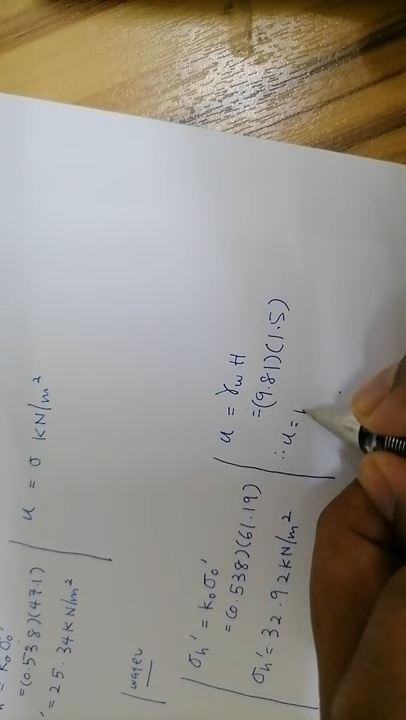 = K₀σ₀'
=(0.538)(47.1)
' = 25.34 KN/m²
u = 0 KN/m²
water
σh' = K₀σ₀'
=(0.538)(61.19)
σh' = 32.92 KN/m²
u = γw H
=(9.81)(1.5)
∴ u =